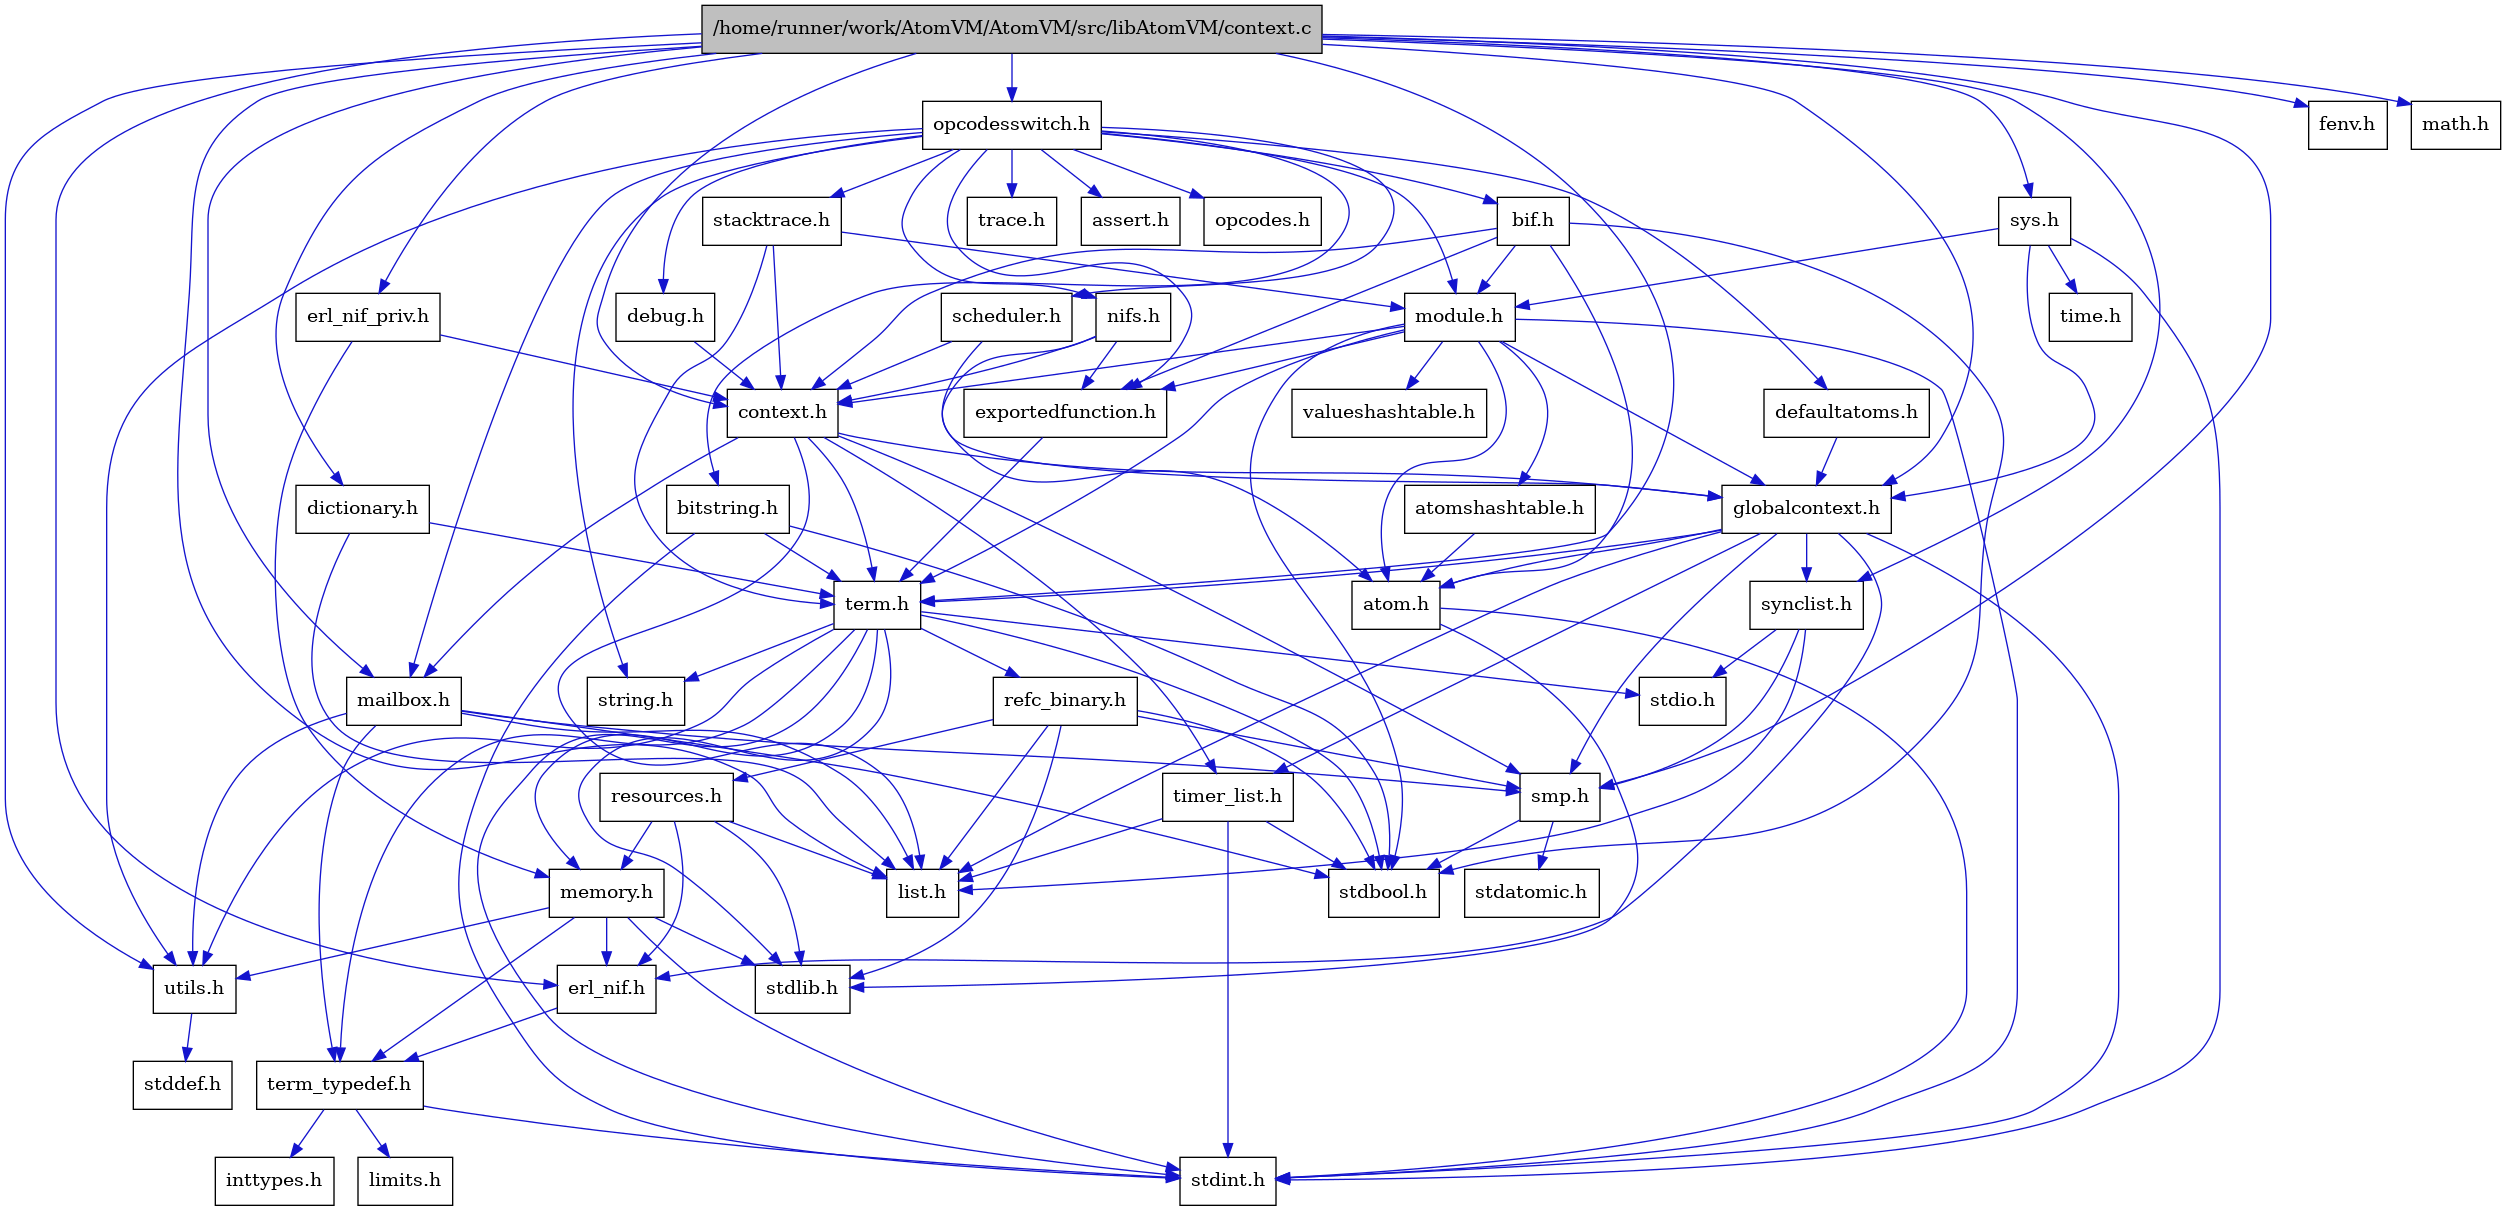 /home/runner/work/AtomVM/AtomVM/src/libAtomVM/context.c
opcodesswitch.h
fenv.h
math.h
stacktrace.h
trace.h
assert.h
opcodes.h
bif.h
sys.h
erl_nif_priv.h
debug.h
scheduler.h
nifs.h
module.h
time.h
context.h
exportedfunction.h
valueshashtable.h
defaultatoms.h
dictionary.h
bitstring.h
atomshashtable.h
globalcontext.h
term.h
atom.h
synclist.h
mailbox.h
string.h
refc_binary.h
stdio.h
resources.h
timer_list.h
smp.h
memory.h
list.h
stdbool.h
stdatomic.h
utils.h
erl_nif.h
stdlib.h
stddef.h
term_typedef.h
inttypes.h
limits.h
stdint.h